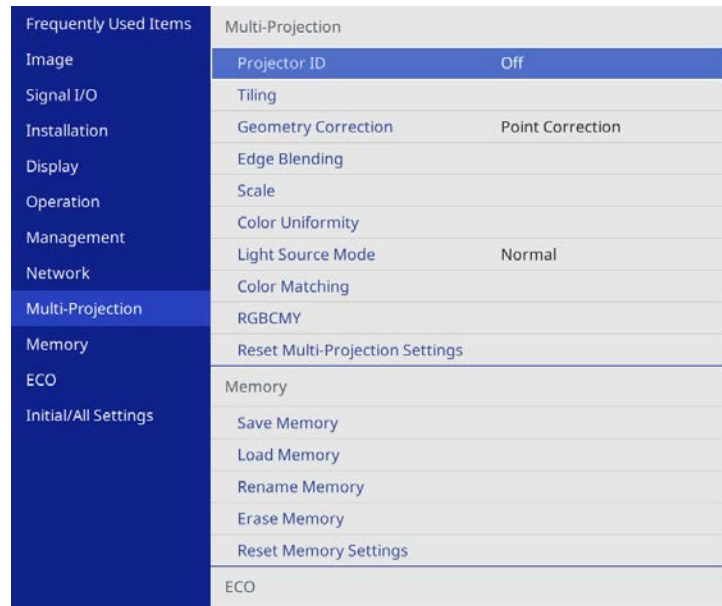 Frequently Used Items
Image
Signal I/O
Installation
Display
Operation
Management
Network
Multi-Projection
Memory
ECO
Initial/All Settings
Multi-Projection
Projector ID Off
Tiling
Geometry Correction Point Correction
Edge Blending
Scale
Color Uniformity
Light Source Mode Normal
Color Matching
RGBCMY
Reset Multi-Projection Settings
Memory
Save Memory
Load Memory
Rename Memory
Erase Memory
Reset Memory Settings
ECO